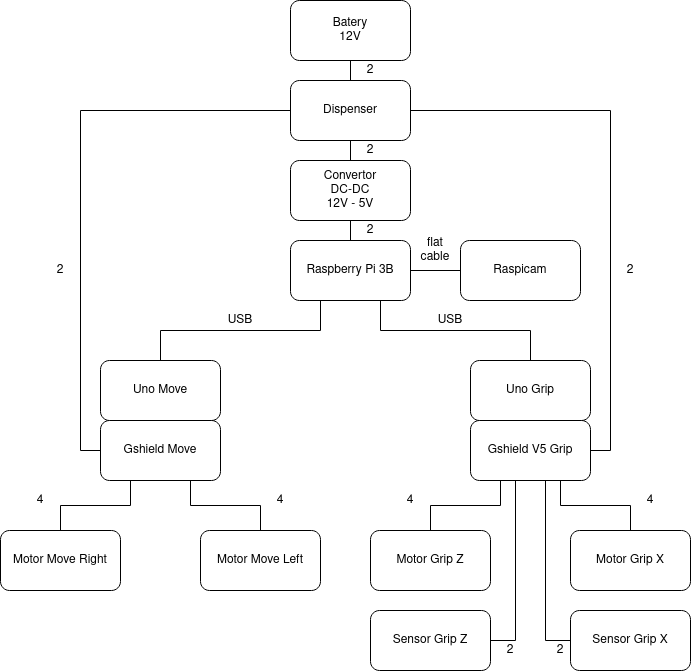 Batery
12V
2
Dispenser
2
Convertor
DC-DC
12V - 5V
2
flat
cable
Raspberry Pi 3B
Raspicam
2
2
USB
USB
Uno Move
Uno Grip
Gshield Move
Gshield V5 Grip
4
4
4
4
Motor Move Right
Motor Move Left
Motor Grip Z
Motor Grip X
Sensor Grip Z
2
2
Sensor Grip X